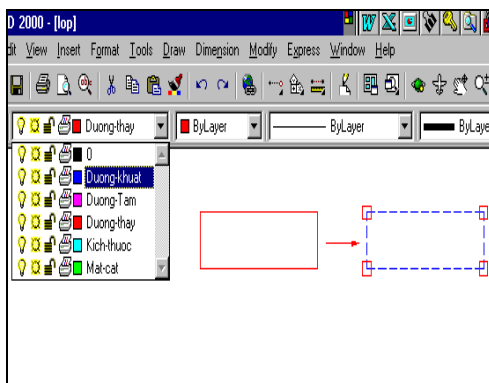 D 2000 - [lop]
dit View Insert Format Tools Draw Dimension Modify Express Window Help
Duong-thay ByLayer ByLayer ByLaye
0
Duong-khuat
Duong-Tam
Duong-thay
Kich-thuoc
Mat-cat